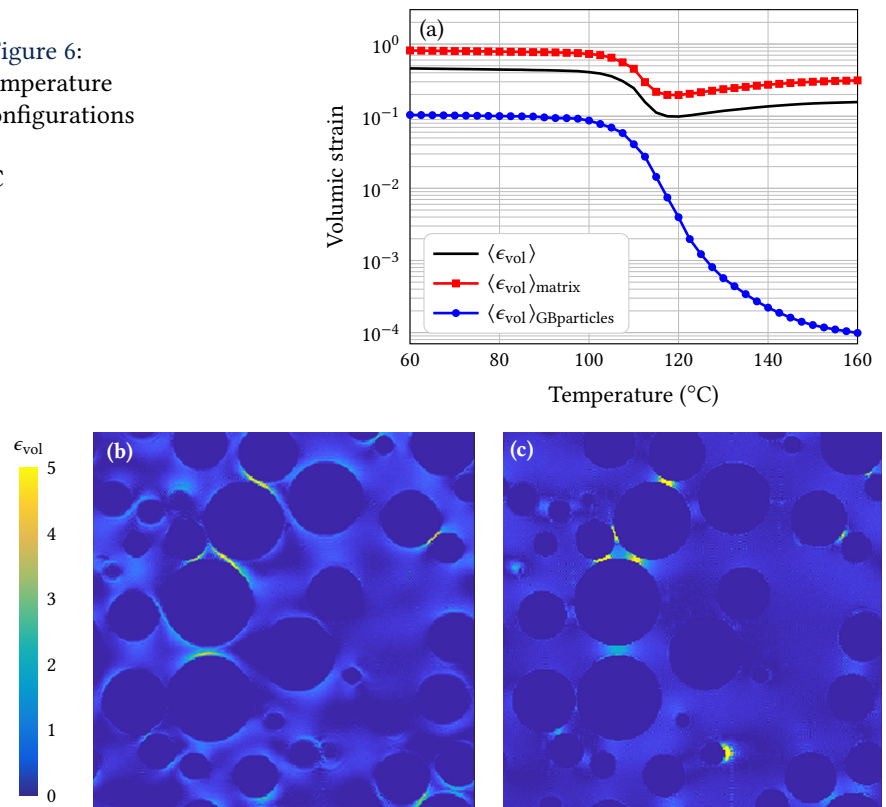 igure 6:
mperature
onfigurations
C
(a)
10^0
10^-1
10^-2
10^-3
10^-4
Volumic strain
⟨ϵvol⟩
⟨ϵvol⟩matrix
⟨ϵvol⟩GBparticles
60 80 100 120 140 160
Temperature (°C)
ϵvol
5
4
3
2
1
0
(b)
(c)